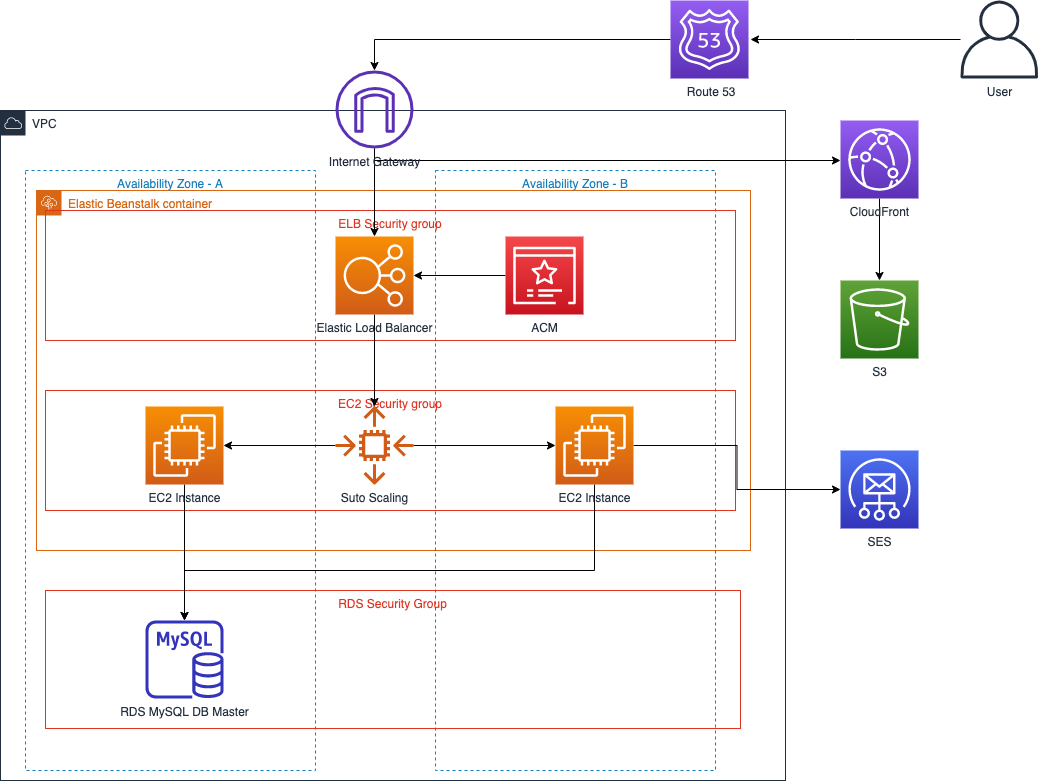 53
Route 53
User
VPC
Internet Gateway
CloudFront
Availability Zone - A
Availability Zone - B
Elastic Beanstalk container
ELB Security group
Elastic Load Balancer
ACM
S3
EC2 Security group
EC2 Instance
Suto Scaling
EC2 Instance
SES
RDS Security Group
MySQL
RDS MySQL DB Master